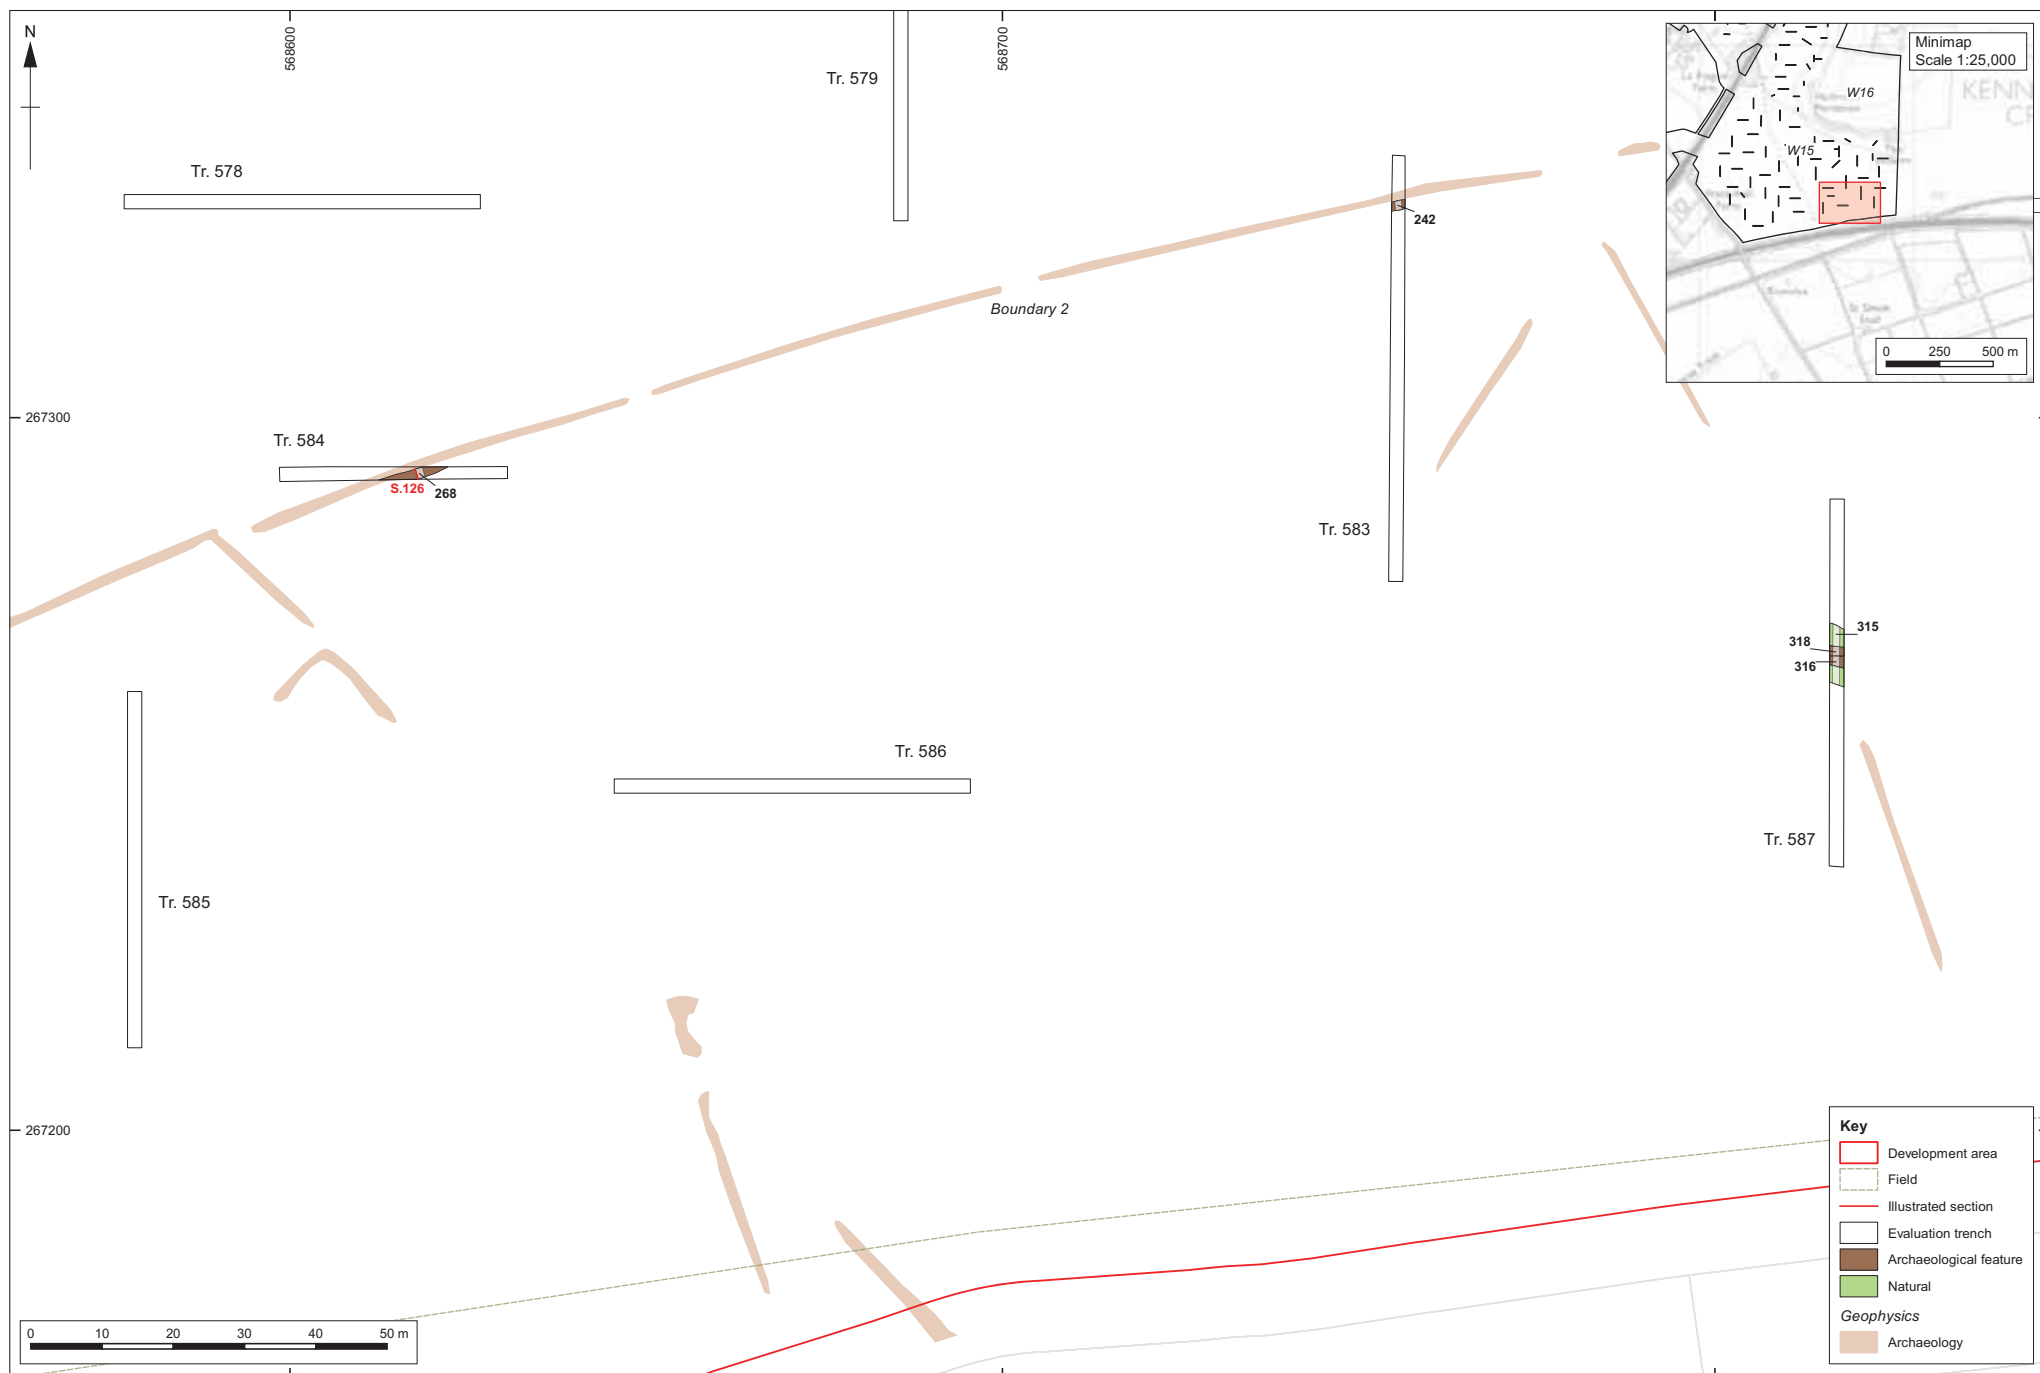 N
568600
568700
Tr. 579
Tr. 578
242
Boundary 2
267300
Tr. 584
S.126
268
Tr. 583
315
318
316
Tr. 586
Tr. 587
Tr. 585
267200
0 10 20 30 40 50 m
Minimap
Scale 1:25,000
W16
KENN
W15
0 250 500 m
Key
Development area
Field
Illustrated section
Evaluation trench
Archaeological feature
Natural
Geophysics
Archaeology